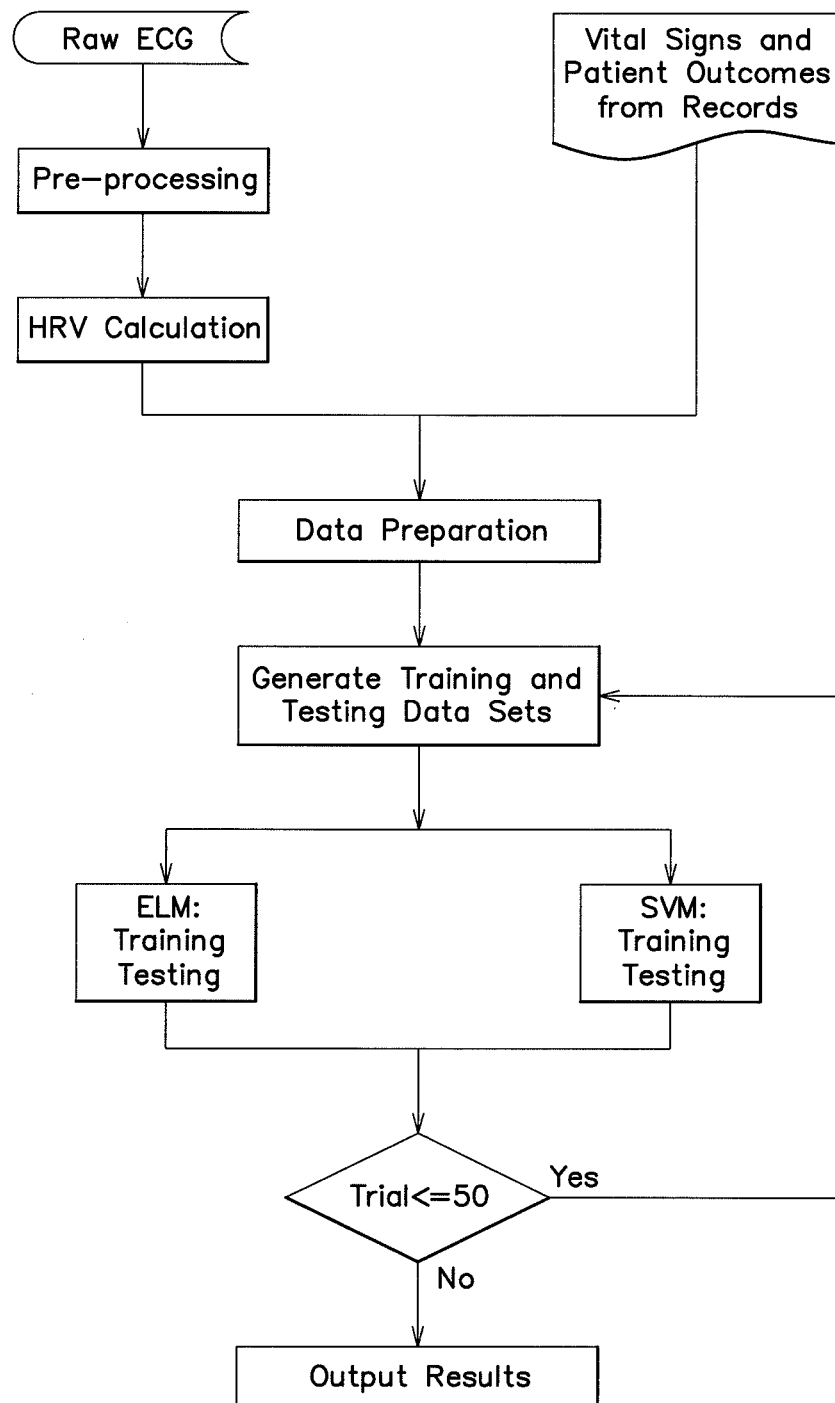 Raw ECG
Vital Signs and
Patient Outcomes
from Records
Pre-processing
HRV Calculation
Data Preparation
Generate Training and
Testing Data Sets
ELM:
Training
Testing
SVM:
Training
Testing
Trial<=50
Yes
No
Output Results